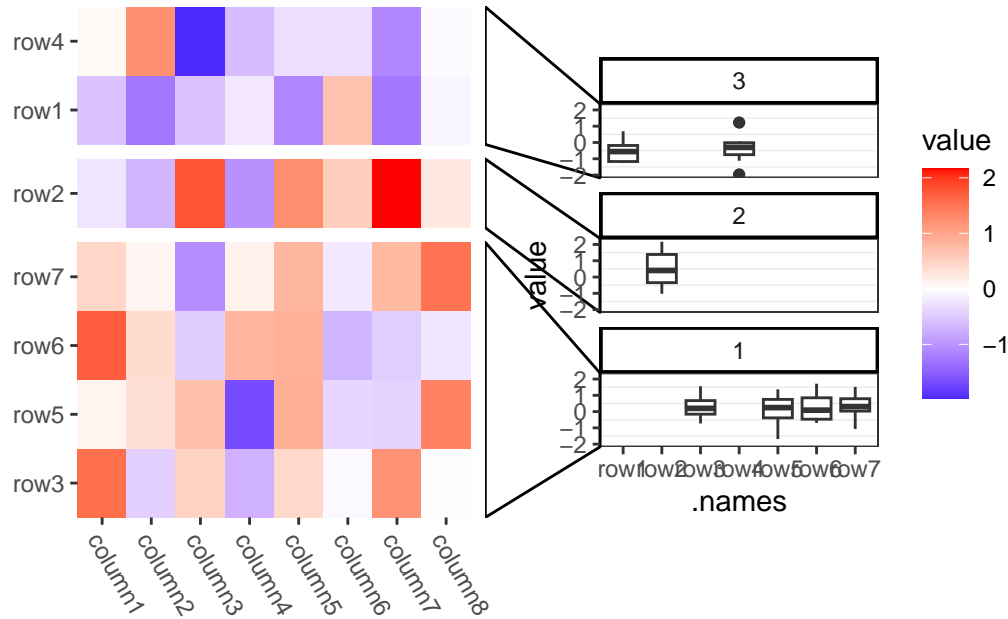 row4
row1
row2
row7
row6
row5
row3
column1
column2
column3
column4
column5
column6
column7
column8
value
3
2
1
0
−1
−2
2
2
1
0
−1
−2
1
2
1
0
−1
−2
row1
row2
row3
row4
row5
row6
row7
.names
value
2
1
0
−1